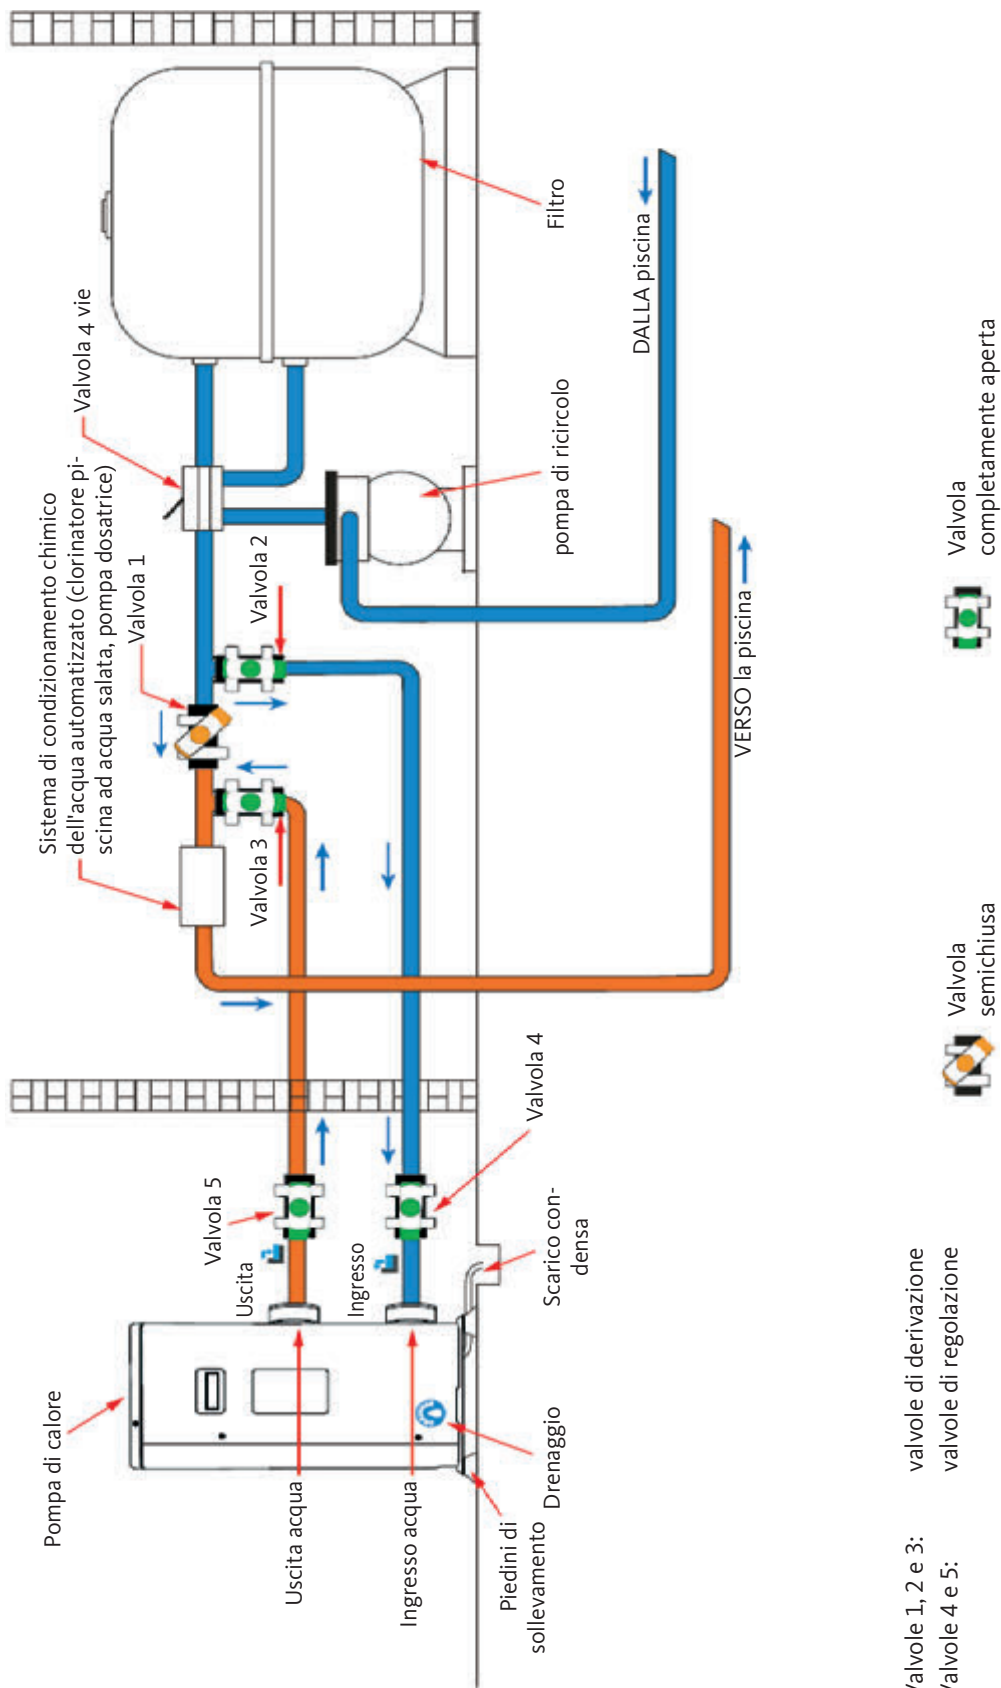 Pompa di calore
Sistema di condizionamento chimico
dell'acqua automatizzato (clorinatore pi-
scina ad acqua salata, pompa dosatrice)
Valvola 1
Valvola 4 vie
Valvola 5
Valvola 3
Valvola 2
Uscita
Ingresso
Uscita acqua
Ingresso acqua
Piedini di
sollevamento
Drenaggio
Scarico con-
densa
Valvola 4
pompa di ricircolo
Filtro
DALLA piscina
VERSO la piscina
Valvole 1, 2 e 3:
valvole di derivazione
Valvole 4 e 5:
valvole di regolazione
Valvola
semichiusa
Valvola
completamente aperta